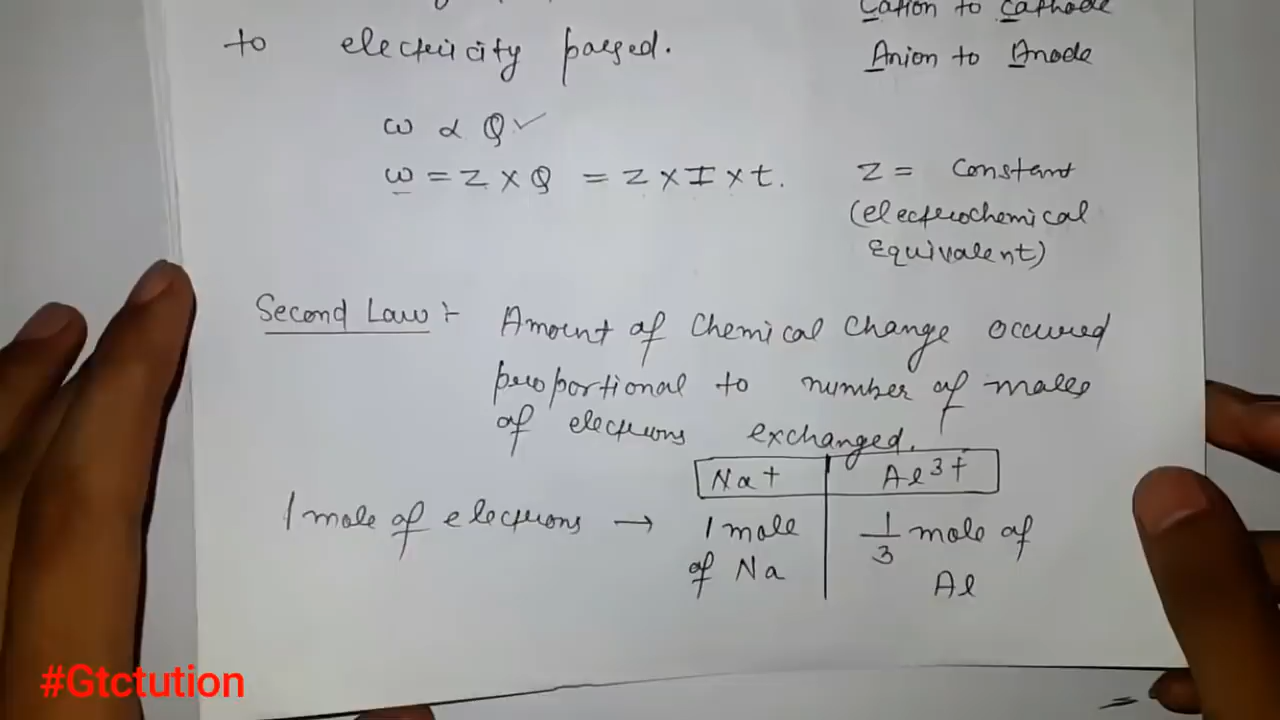 Cation to Cathode
to electricity passed.
Anion to Anode
w α Q ✓
w = Z × Q = Z × I × t.
Z = Constant
(electrochemical
Equivalent)
Second Law :-
Amount of Chemical Change occured
proportional to number of moles
of electrons exchanged.
Na+ Al3+
1 mole of electrons → 1 mole 1/3 mole of
of Na Al
#Gtctution